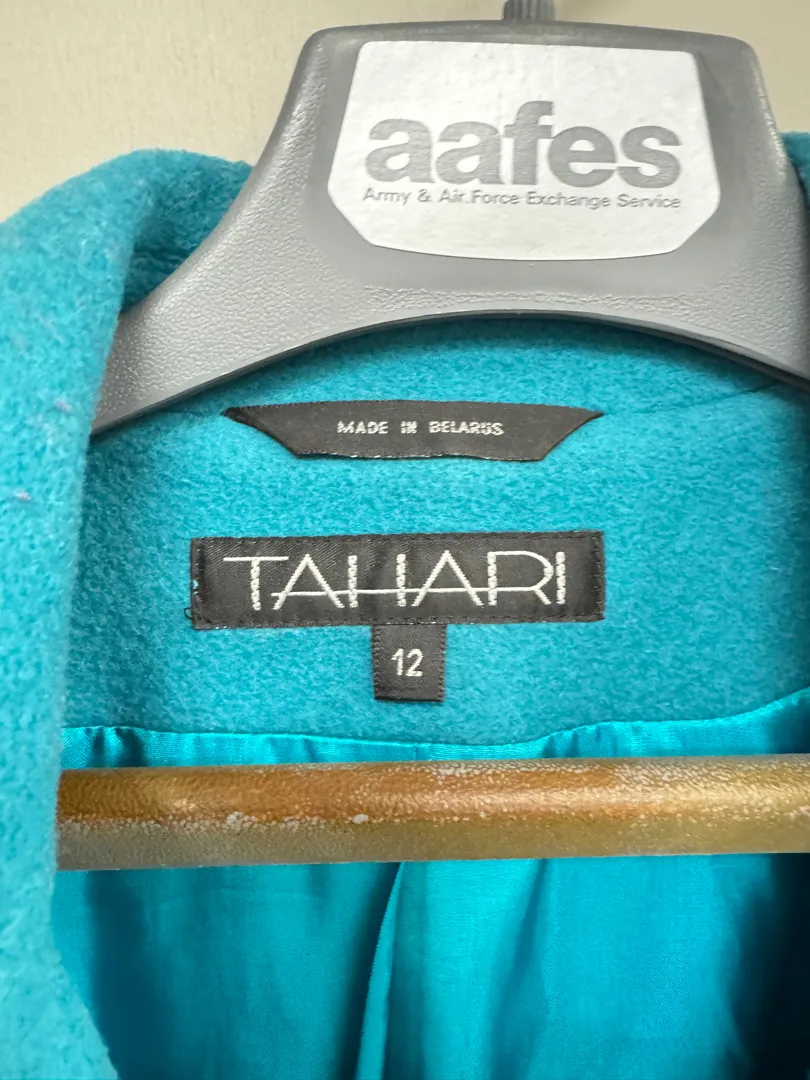 aafes
Army & Air Force Exchange Service
MADE IN BELARUS
TAHARI
12